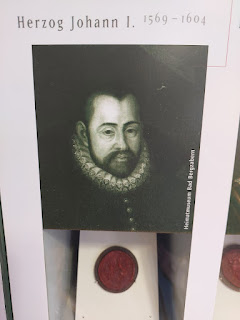 Herzog Johann I. 1569 – 1604
Heimatmuseum Bad Bergzabern